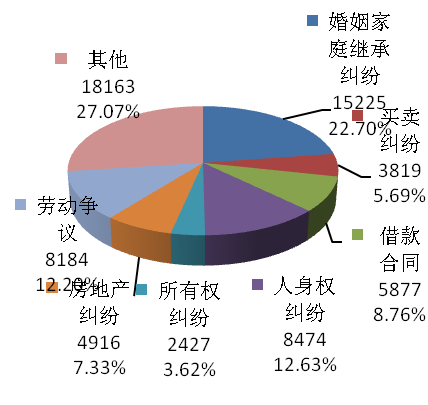 婚姻家
庭继承
纠纷
15225
22.70%
买卖
纠纷
3819
5.69%
借款
合同
5877
8.76%
人身权
纠纷
8474
12.63%
所有权
纠纷
2427
3.62%
房地产
纠纷
4916
7.33%
劳动争
议
8184
12.20%
其他
18163
27.07%